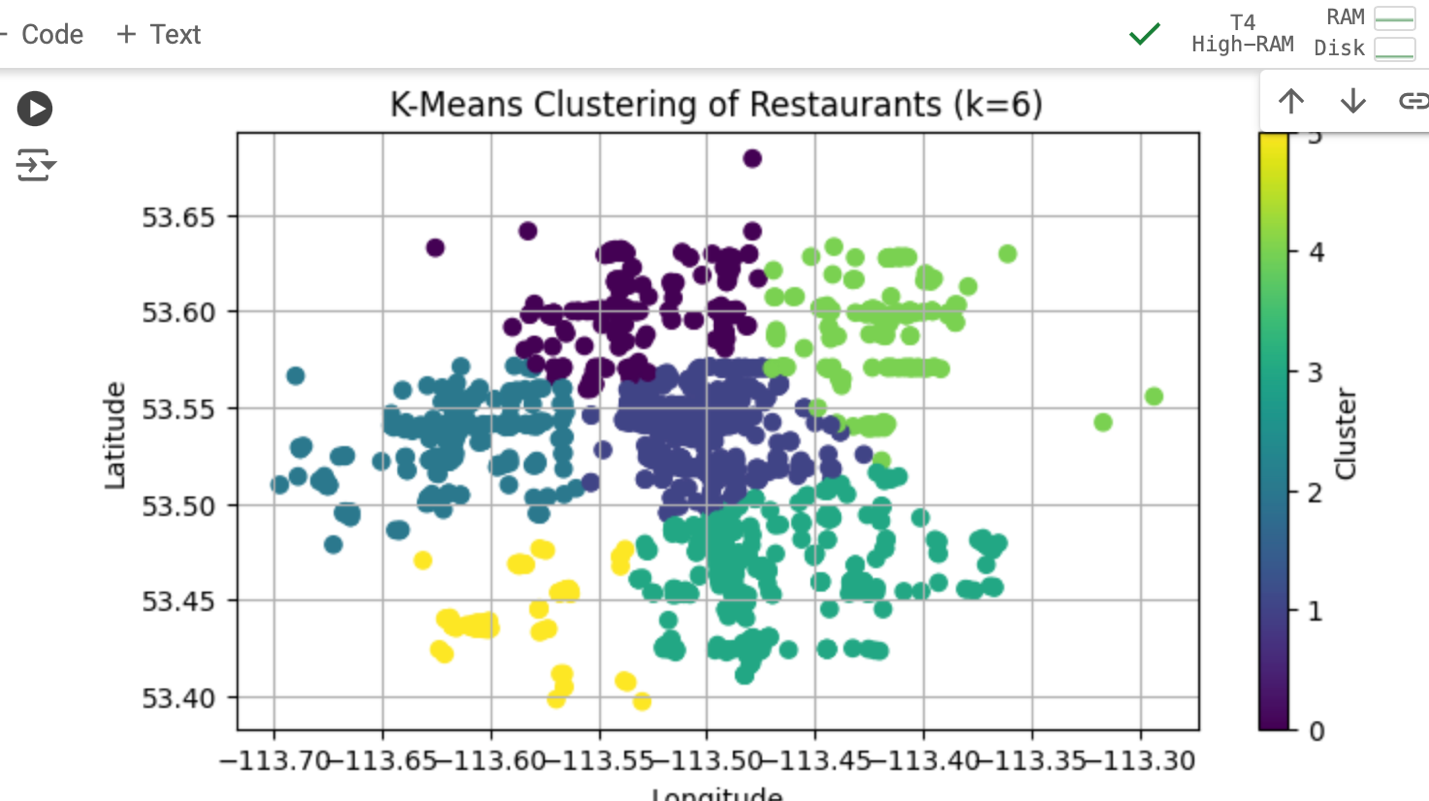 Code + Text
T4
High-RAM
RAM
Disk
K-Means Clustering of Restaurants (k=6)
53.65
53.60
53.55
53.50
53.45
53.40
Latitude
−113.70 −113.65 −113.60 −113.55 −113.50 −113.45 −113.40 −113.35 −113.30
Longitude
5
4
3
2
1
0
Cluster